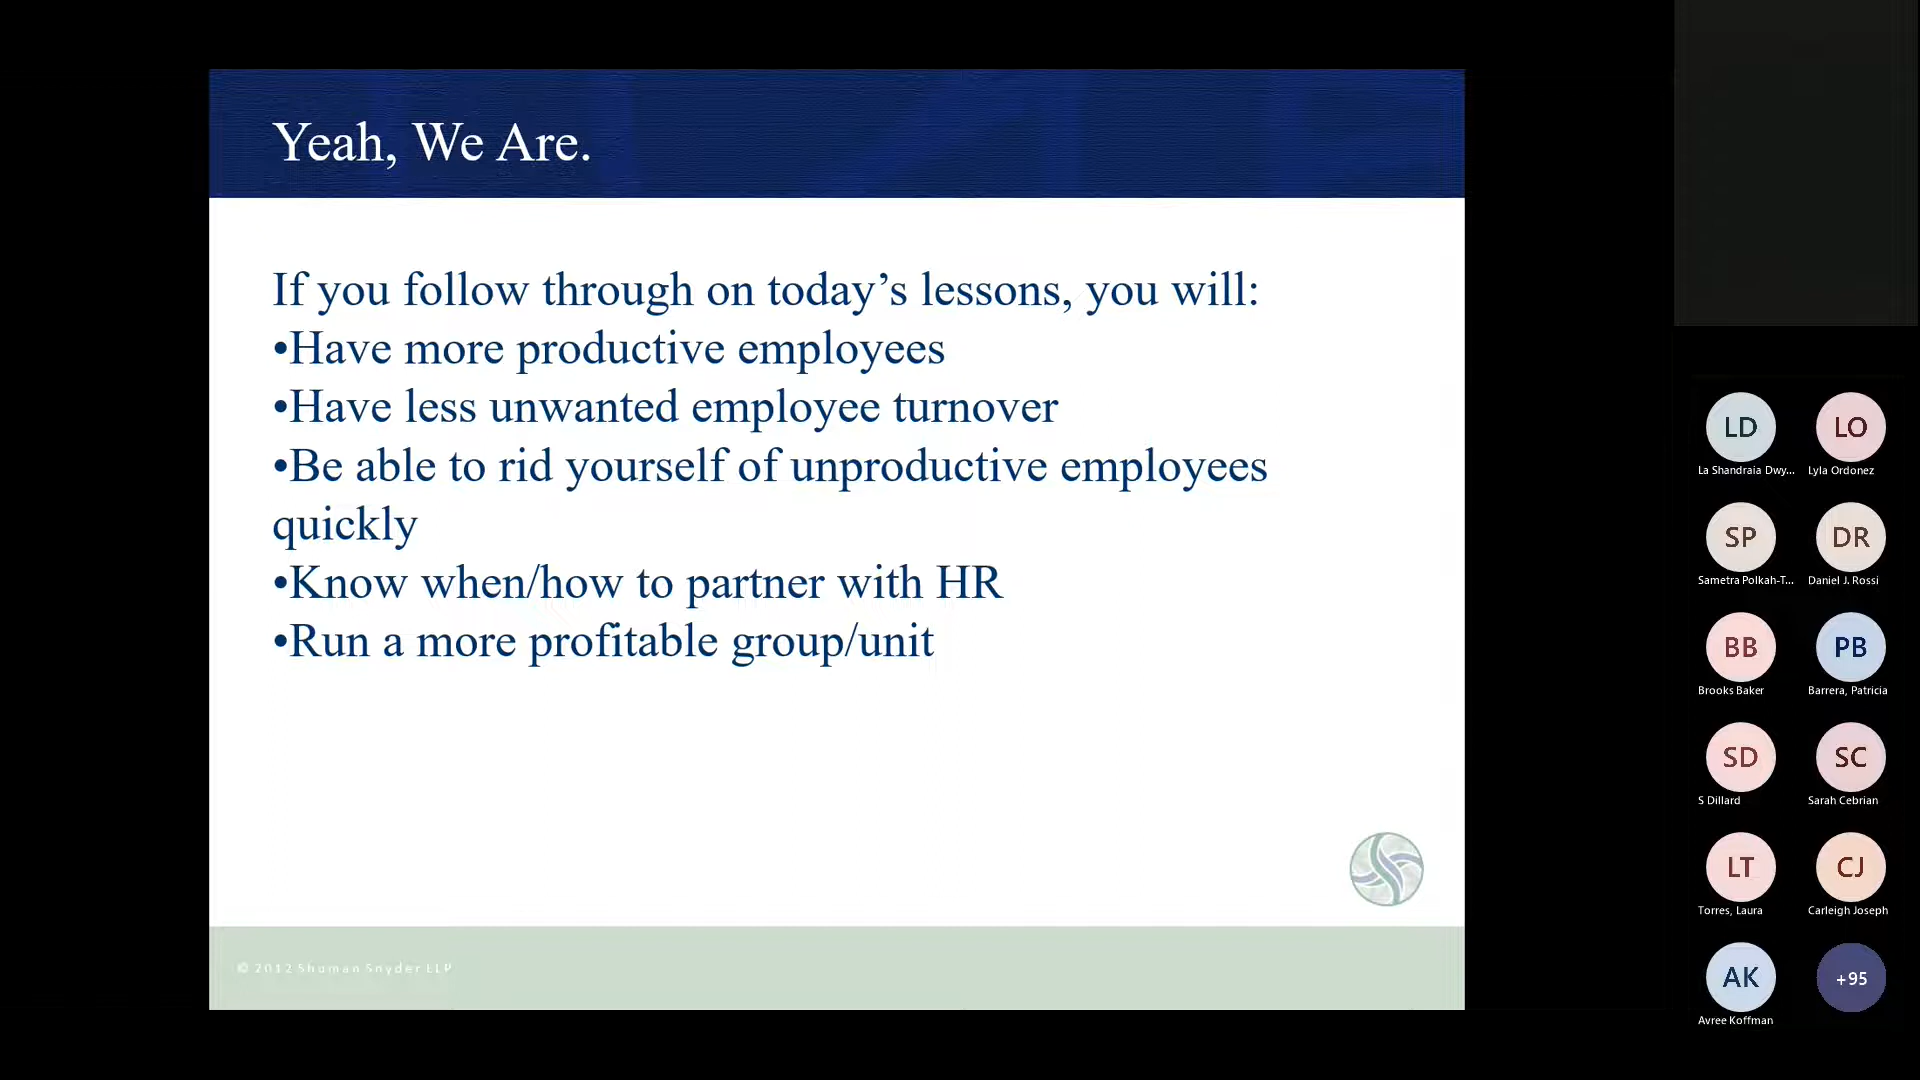 Yeah, We Are.
If you follow through on today’s lessons, you will:
•Have more productive employees
•Have less unwanted employee turnover
•Be able to rid yourself of unproductive employees
quickly
•Know when/how to partner with HR
•Run a more profitable group/unit
© 2012 Shuman Snyder LLP
LD
LO
La Shandraia Dwy...
Lyla Ordonez
SP
DR
Sametra Polkah-T...
Daniel J. Rossi
BB
PB
Brooks Baker
Barrera, Patricia
SD
SC
S Dillard
Sarah Cebrian
LT
CJ
Torres, Laura
Carleigh Joseph
AK
+95
Avree Koffman